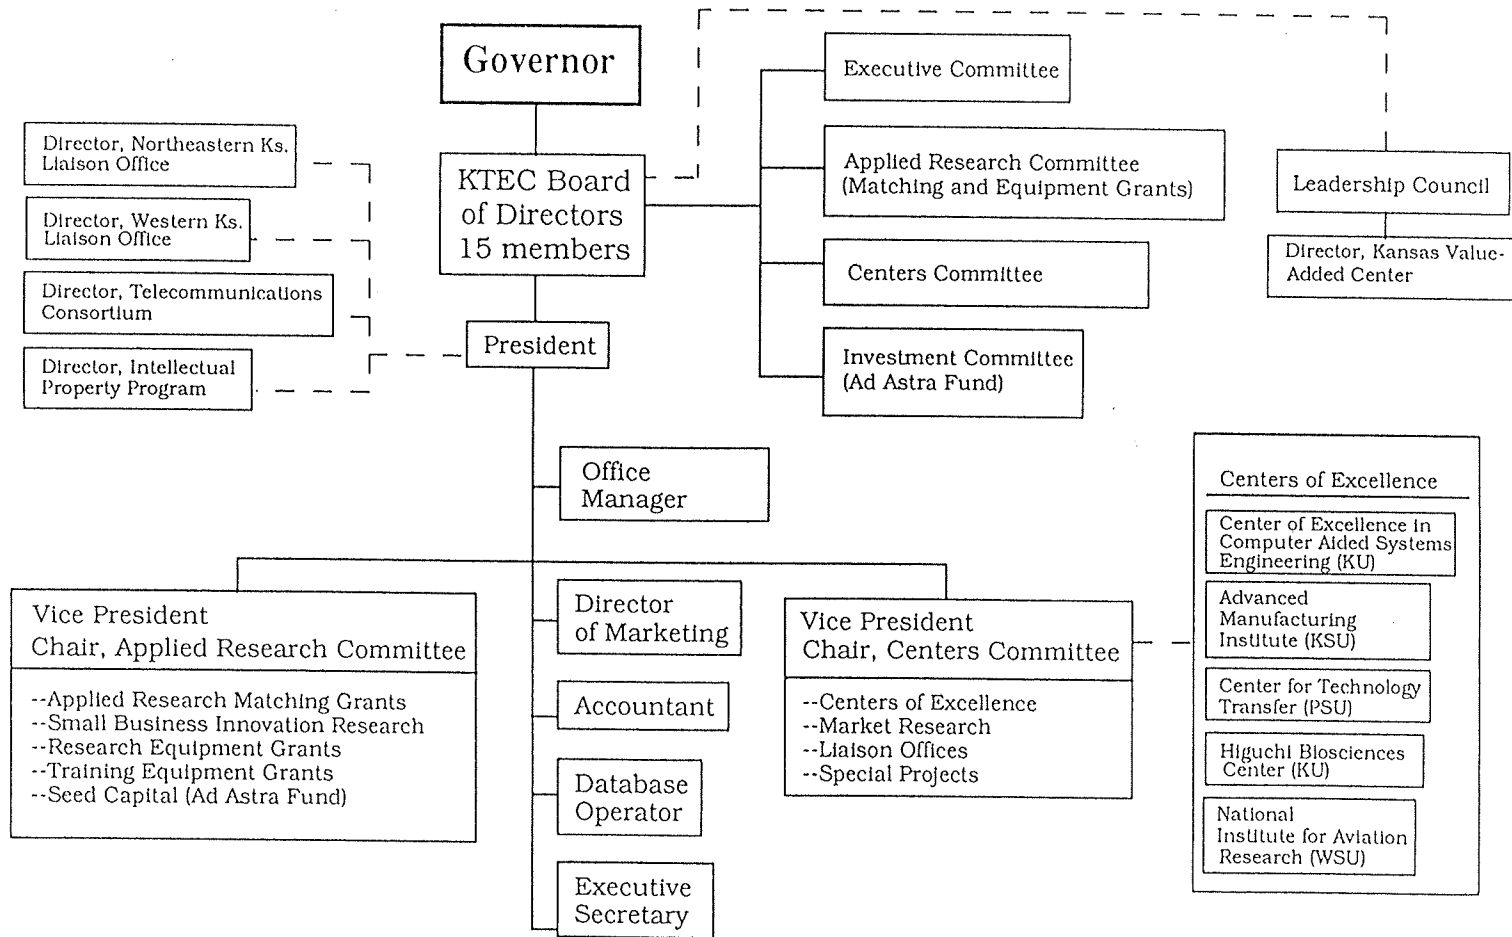 Governor
KTEC Board
of Directors
15 members
President
Director, Northeastern Ks.
Liaison Office
Director, Western Ks.
Liaison Office
Director, Telecommunications
Consortium
Director, Intellectual
Property Program
Executive Committee
Applied Research Committee
(Matching and Equipment Grants)
Centers Committee
Investment Committee
(Ad Astra Fund)
Leadership Council
Director, Kansas Value-
Added Center
Office
Manager
Vice President
Chair, Applied Research Committee
--Applied Research Matching Grants
--Small Business Innovation Research
--Research Equipment Grants
--Training Equipment Grants
--Seed Capital (Ad Astra Fund)
Director
of Marketing
Accountant
Database
Operator
Executive
Secretary
Vice President
Chair, Centers Committee
--Centers of Excellence
--Market Research
--Liaison Offices
--Special Projects
Centers of Excellence
Center of Excellence in
Computer Aided Systems
Engineering (KU)
Advanced
Manufacturing
Institute (KSU)
Center for Technology
Transfer (PSU)
Higuchi Biosciences
Center (KU)
National
Institute for Aviation
Research (WSU)